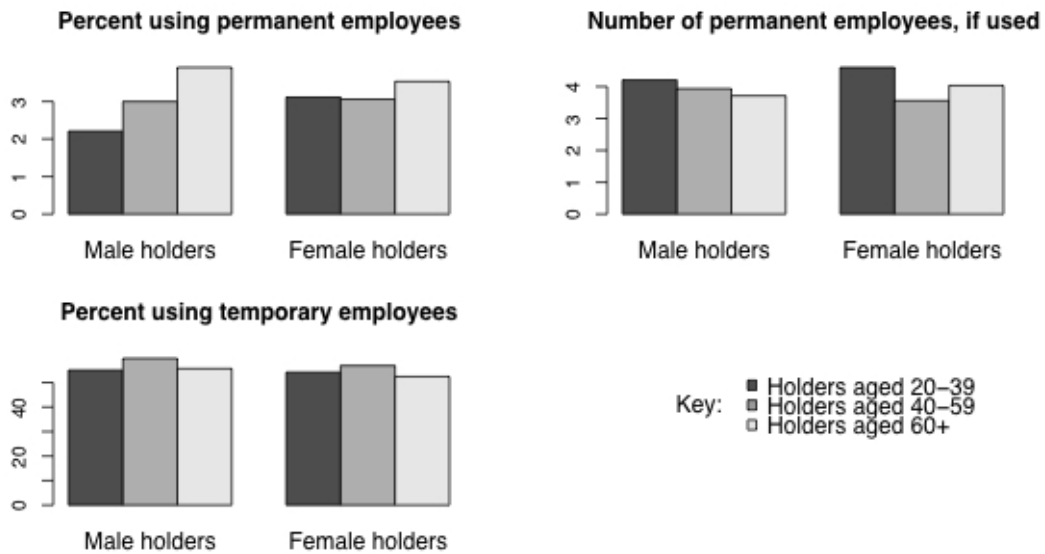 Percent using permanent employees
0 1 2 3
Male holders Female holders
Number of permanent employees, if used
0 1 2 3 4
Male holders Female holders
Percent using temporary employees
0 20 40
Male holders Female holders
Key:
Holders aged 20–39
Holders aged 40–59
Holders aged 60+